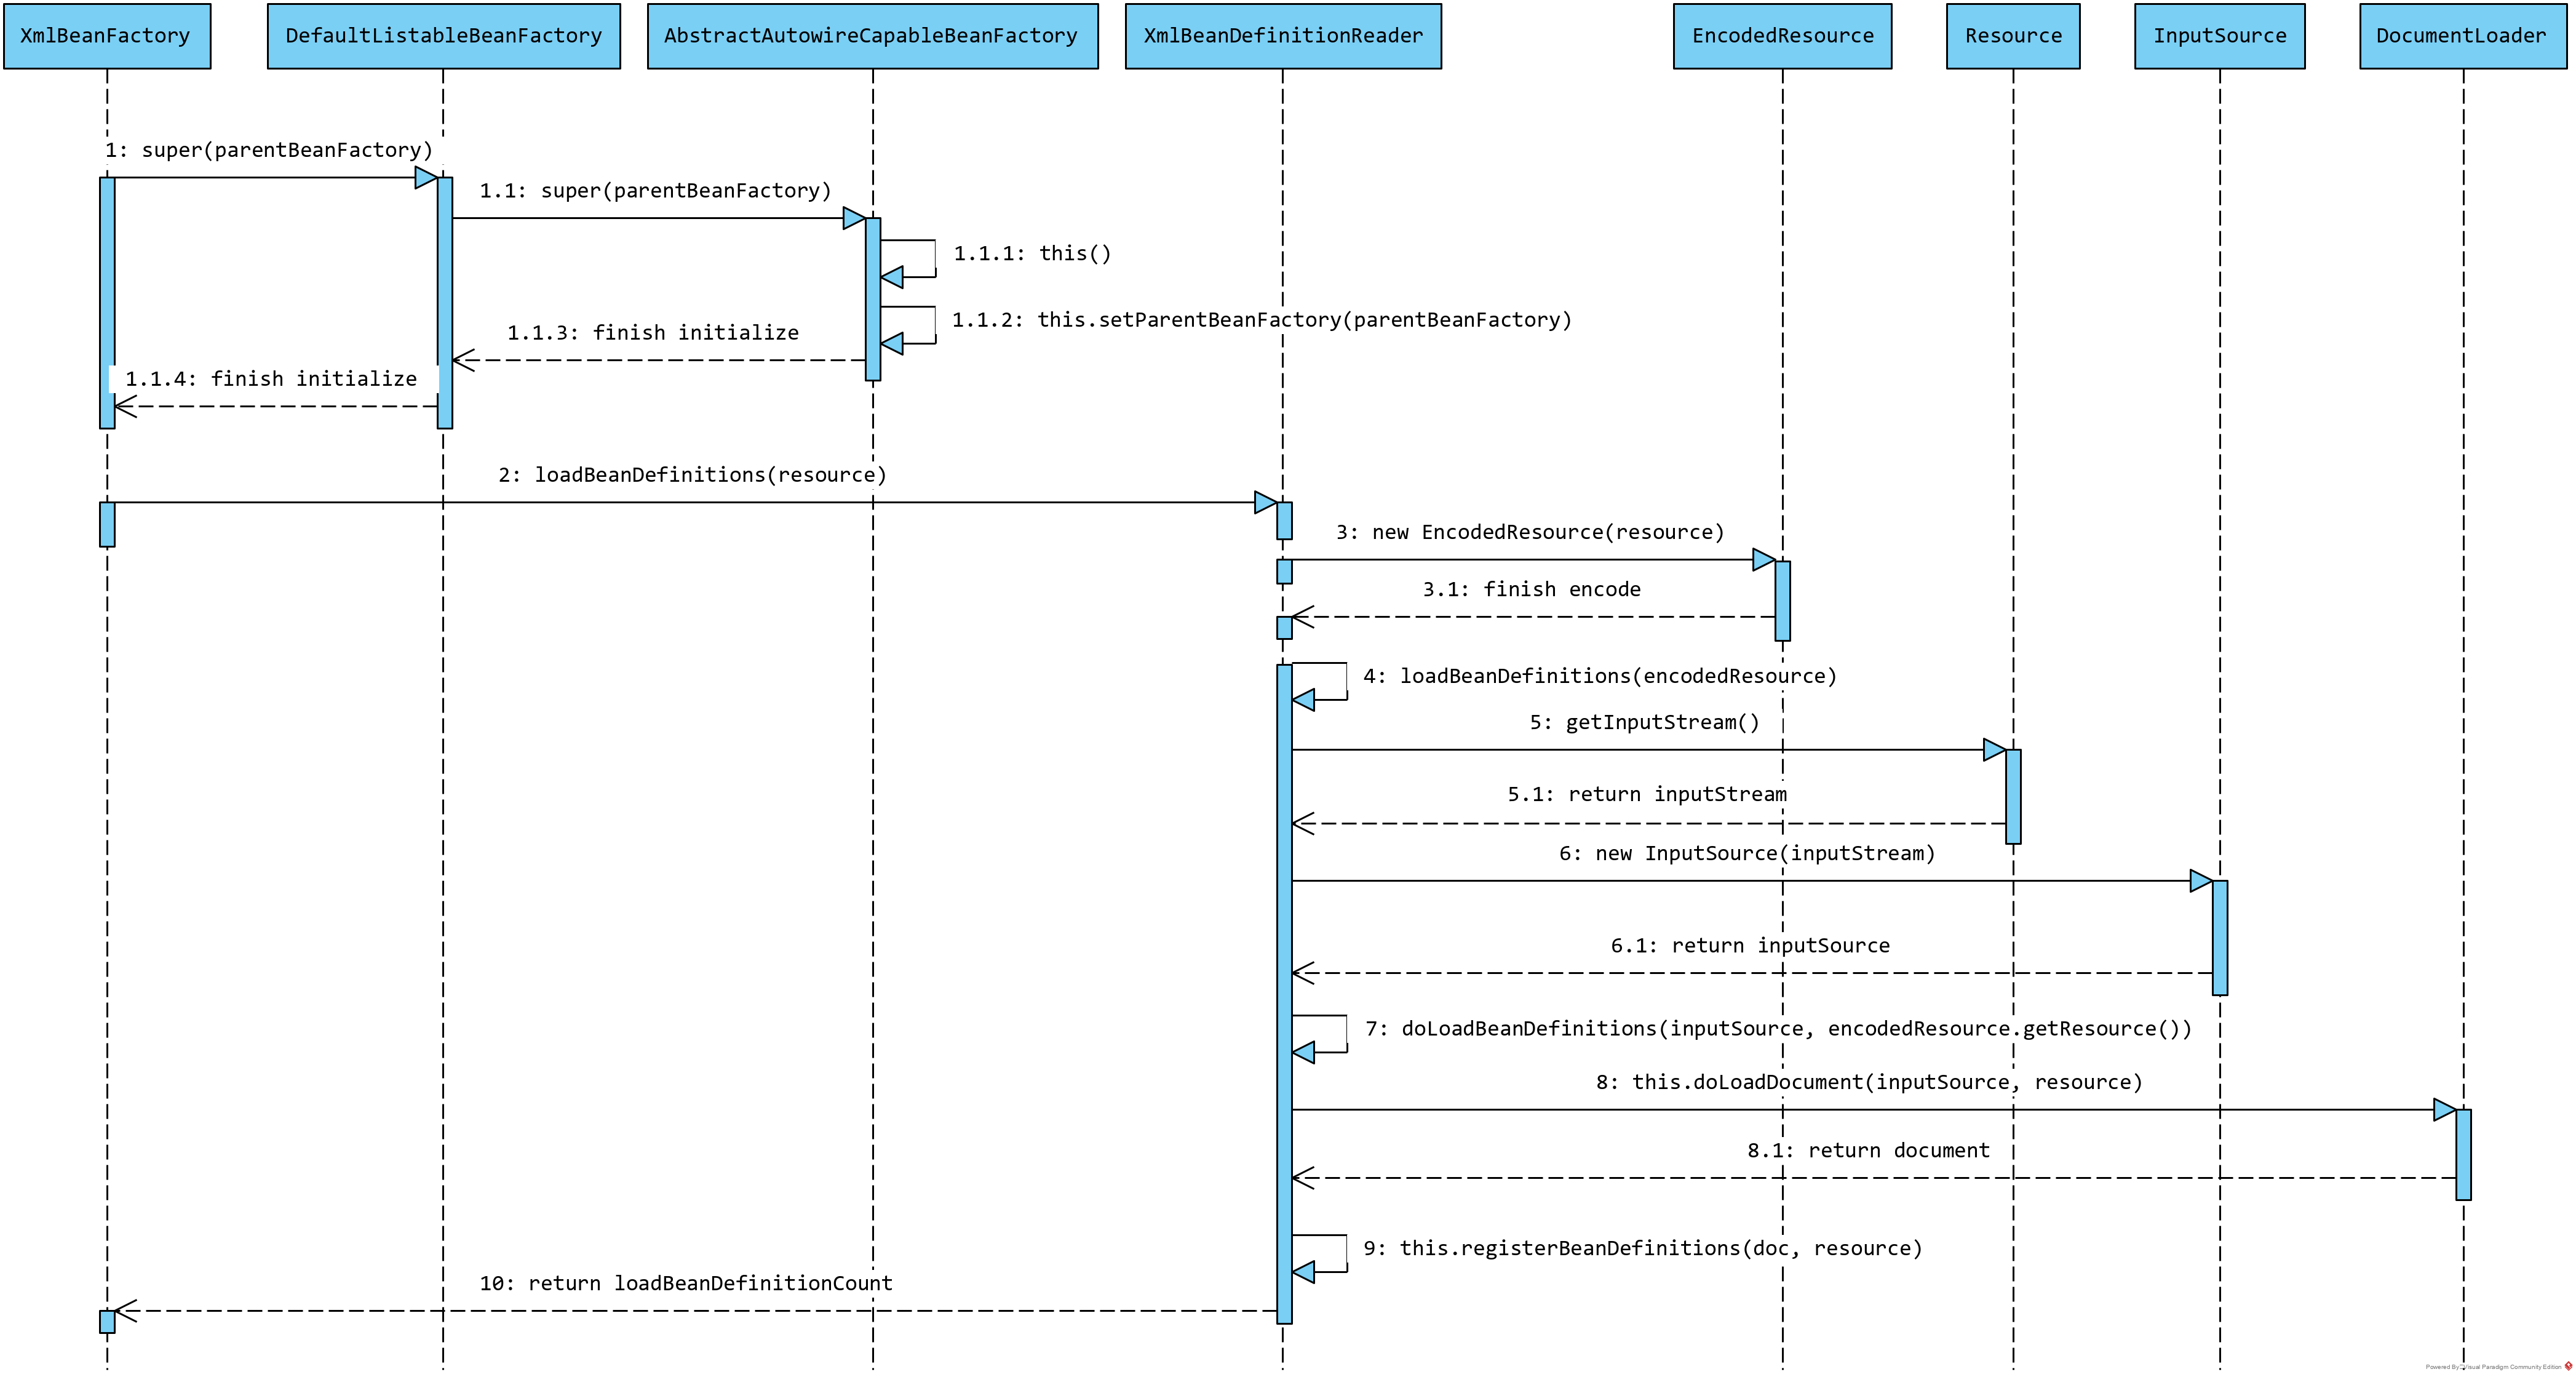 XmlBeanFactory
DefaultListableBeanFactory
AbstractAutowireCapableBeanFactory
XmlBeanDefinitionReader
EncodedResource
Resource
InputSource
DocumentLoader
1: super(parentBeanFactory)
1.1: super(parentBeanFactory)
1.1.1: this()
1.1.2: this.setParentBeanFactory(parentBeanFactory)
1.1.3: finish initialize
1.1.4: finish initialize
2: loadBeanDefinitions(resource)
3: new EncodedResource(resource)
3.1: finish encode
4: loadBeanDefinitions(encodedResource)
5: getInputStream()
5.1: return inputStream
6: new InputSource(inputStream)
6.1: return inputSource
7: doLoadBeanDefinitions(inputSource, encodedResource.getResource())
8: this.doLoadDocument(inputSource, resource)
8.1: return document
9: this.registerBeanDefinitions(doc, resource)
10: return loadBeanDefinitionCount
Powered By Visual Paradigm Community Edition